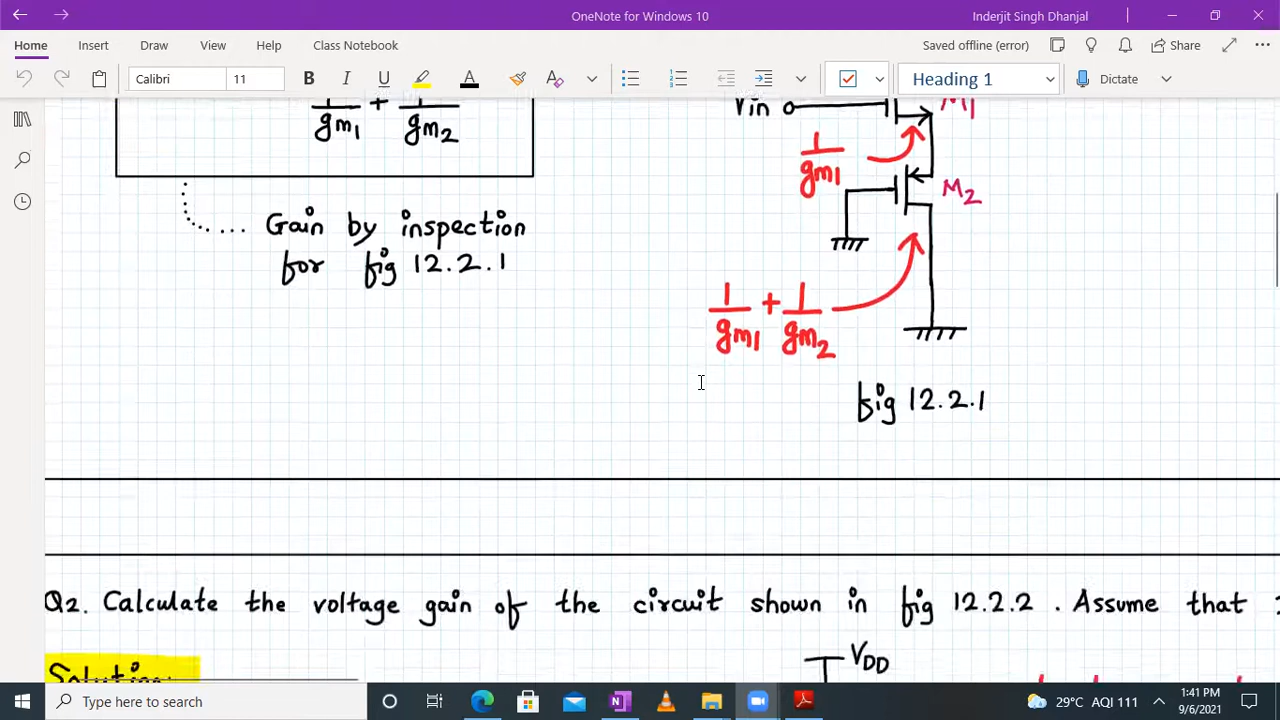 OneNote for Windows 10
Inderjit Singh Dhanjal
Home Insert Draw View Help Class Notebook
Saved offline (error)
Share
Calibri 11 B I U A
Heading 1
Dictate
gm1 + gm2
Vin
M1
1/gm1
M2
Gain by inspection
for fig 12.2.1
1/gm1 + 1/gm2
fig 12.2.1
Q2. Calculate the voltage gain of the circuit shown in fig 12.2.2 . Assume that
Solution
VDD
Type here to search
29°C AQI 111
1:41 PM
9/6/2021